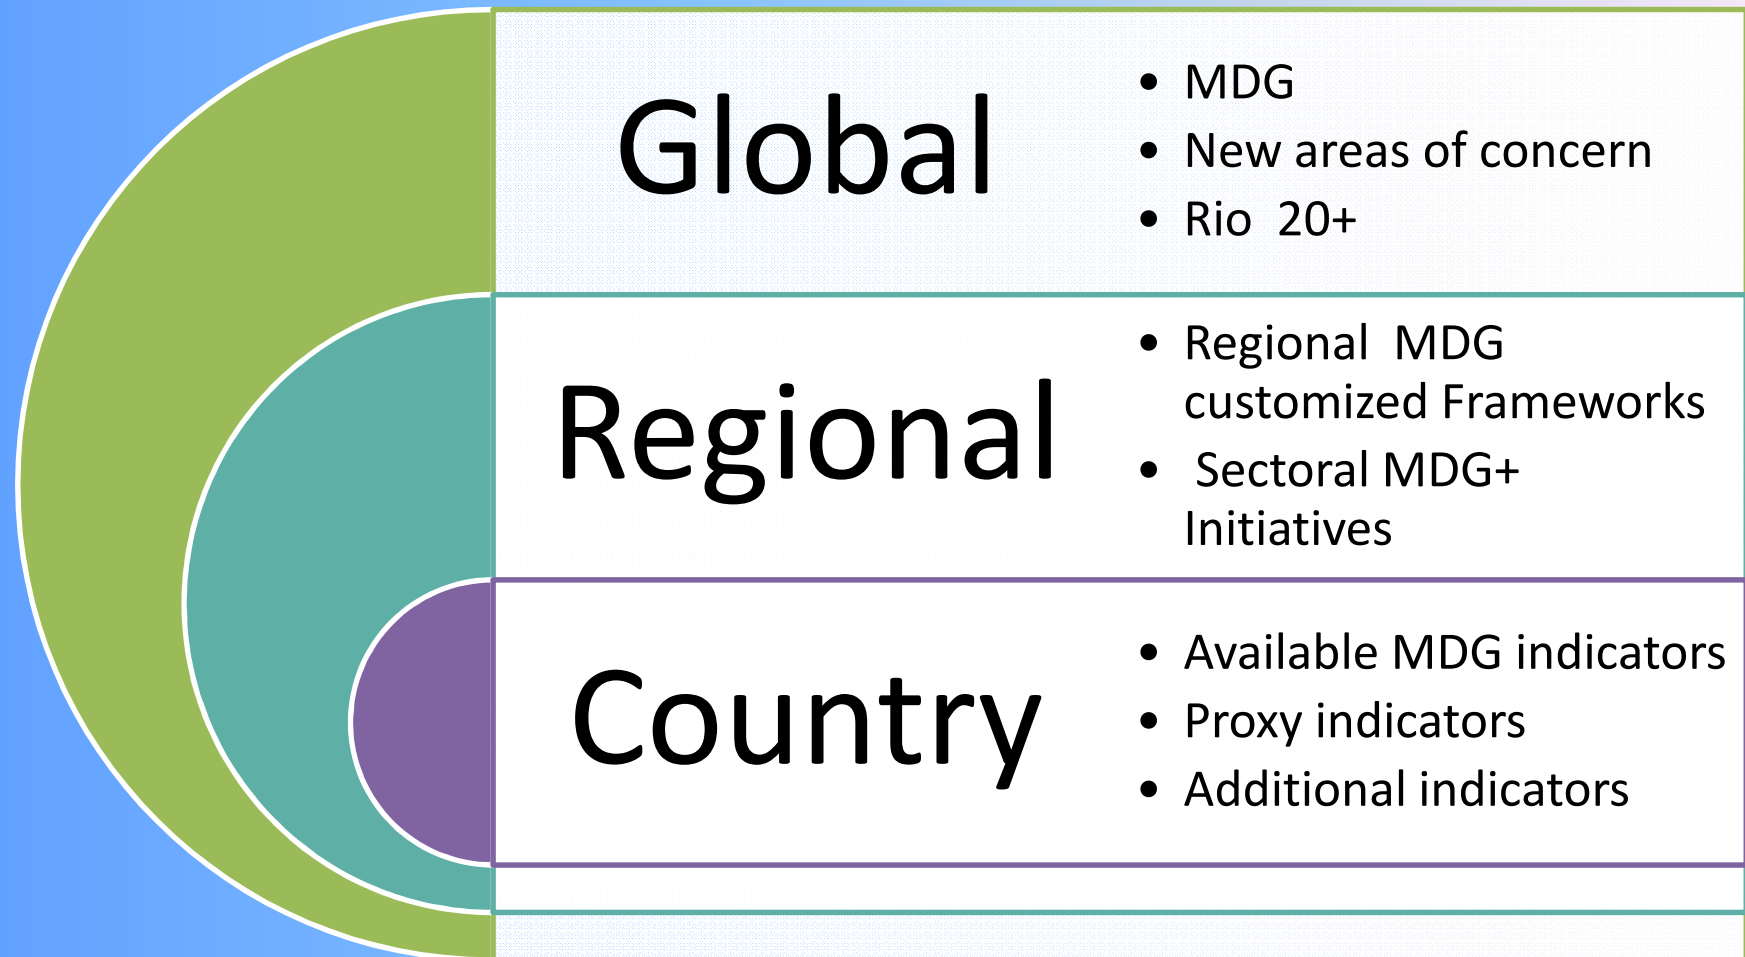 Global
• MDG
• New areas of concern
• Rio  20+
Regional
• Regional  MDG
customized Frameworks
•  Sectoral MDG+
Initiatives
Country
• Available MDG indicators
• Proxy indicators
• Additional indicators